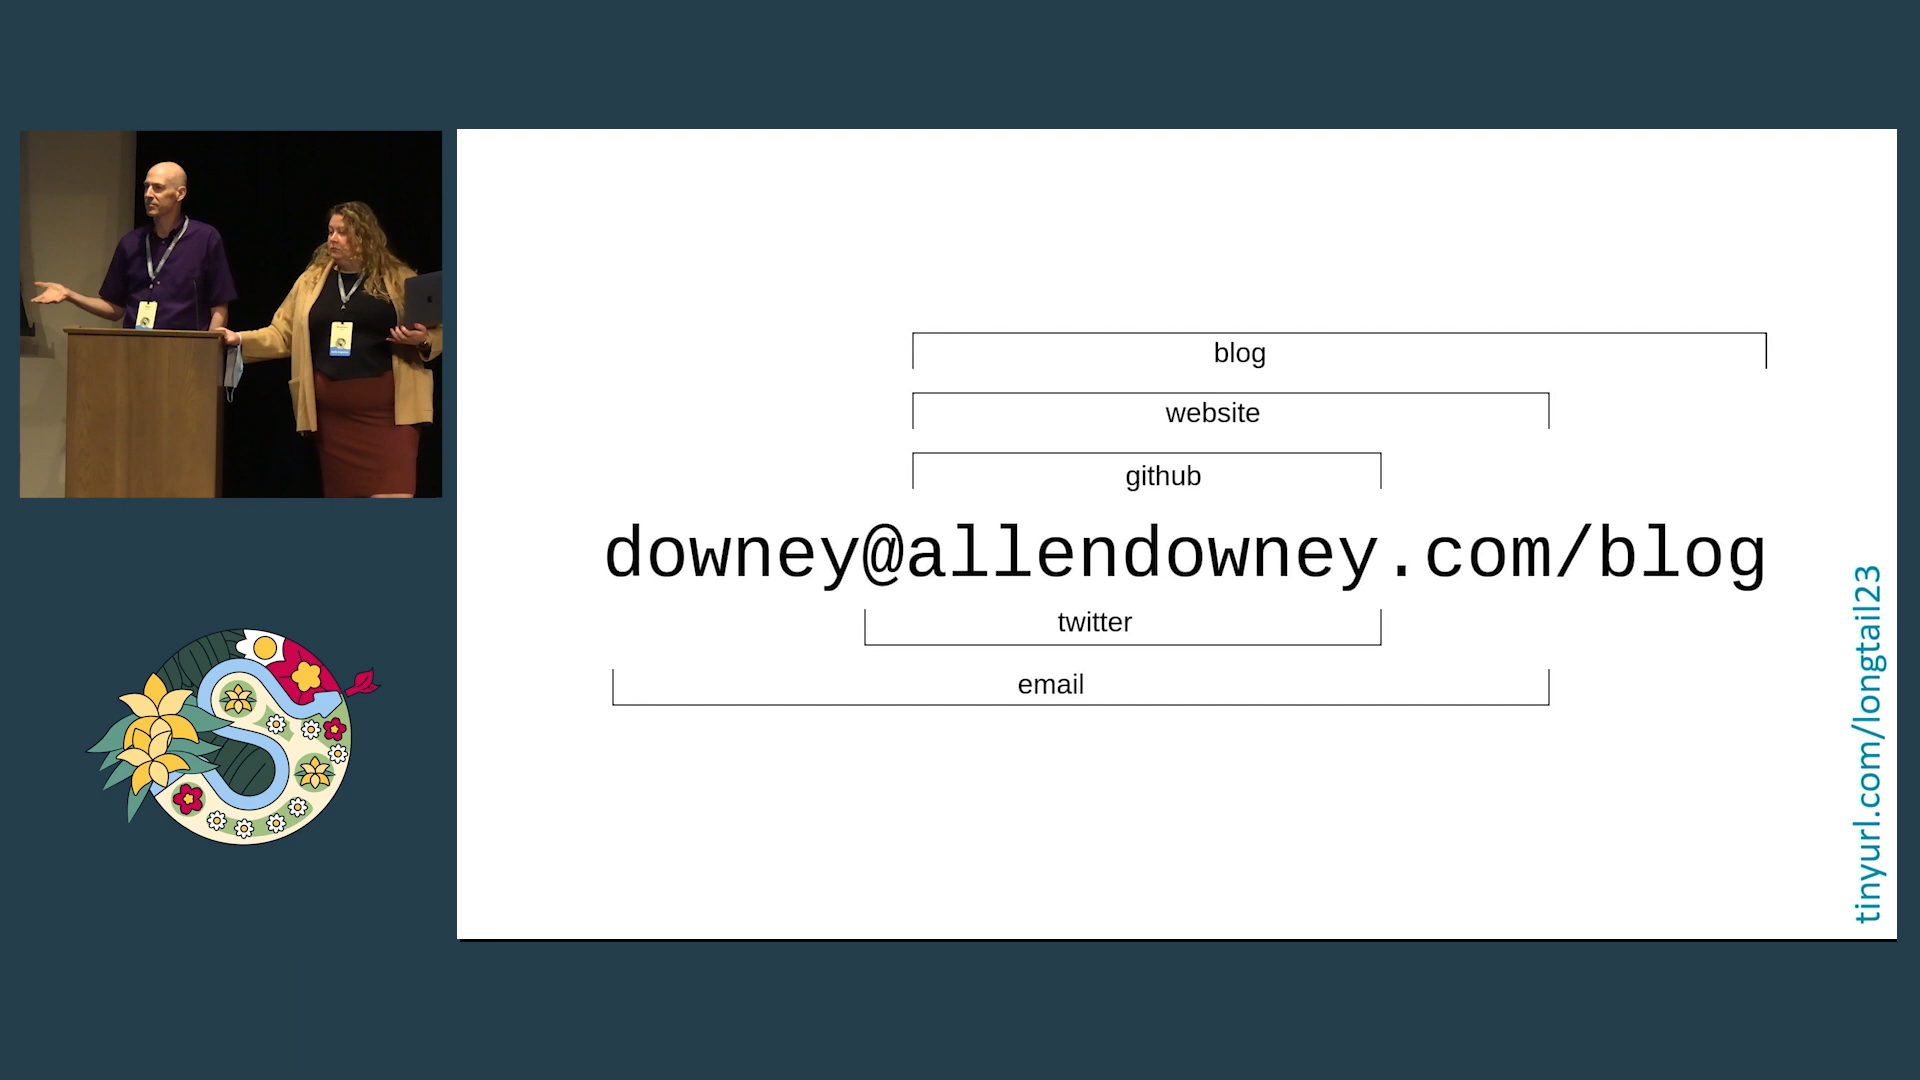 blog
website
github
downey@allendowney.com/blog
twitter
email
tinyurl.com/longtail23